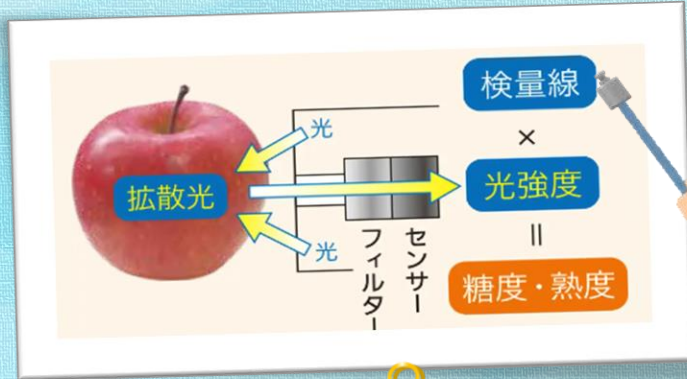 検量線
光
×
拡散光
光強度
光
フィルター
センサー
=
糖度・熟度